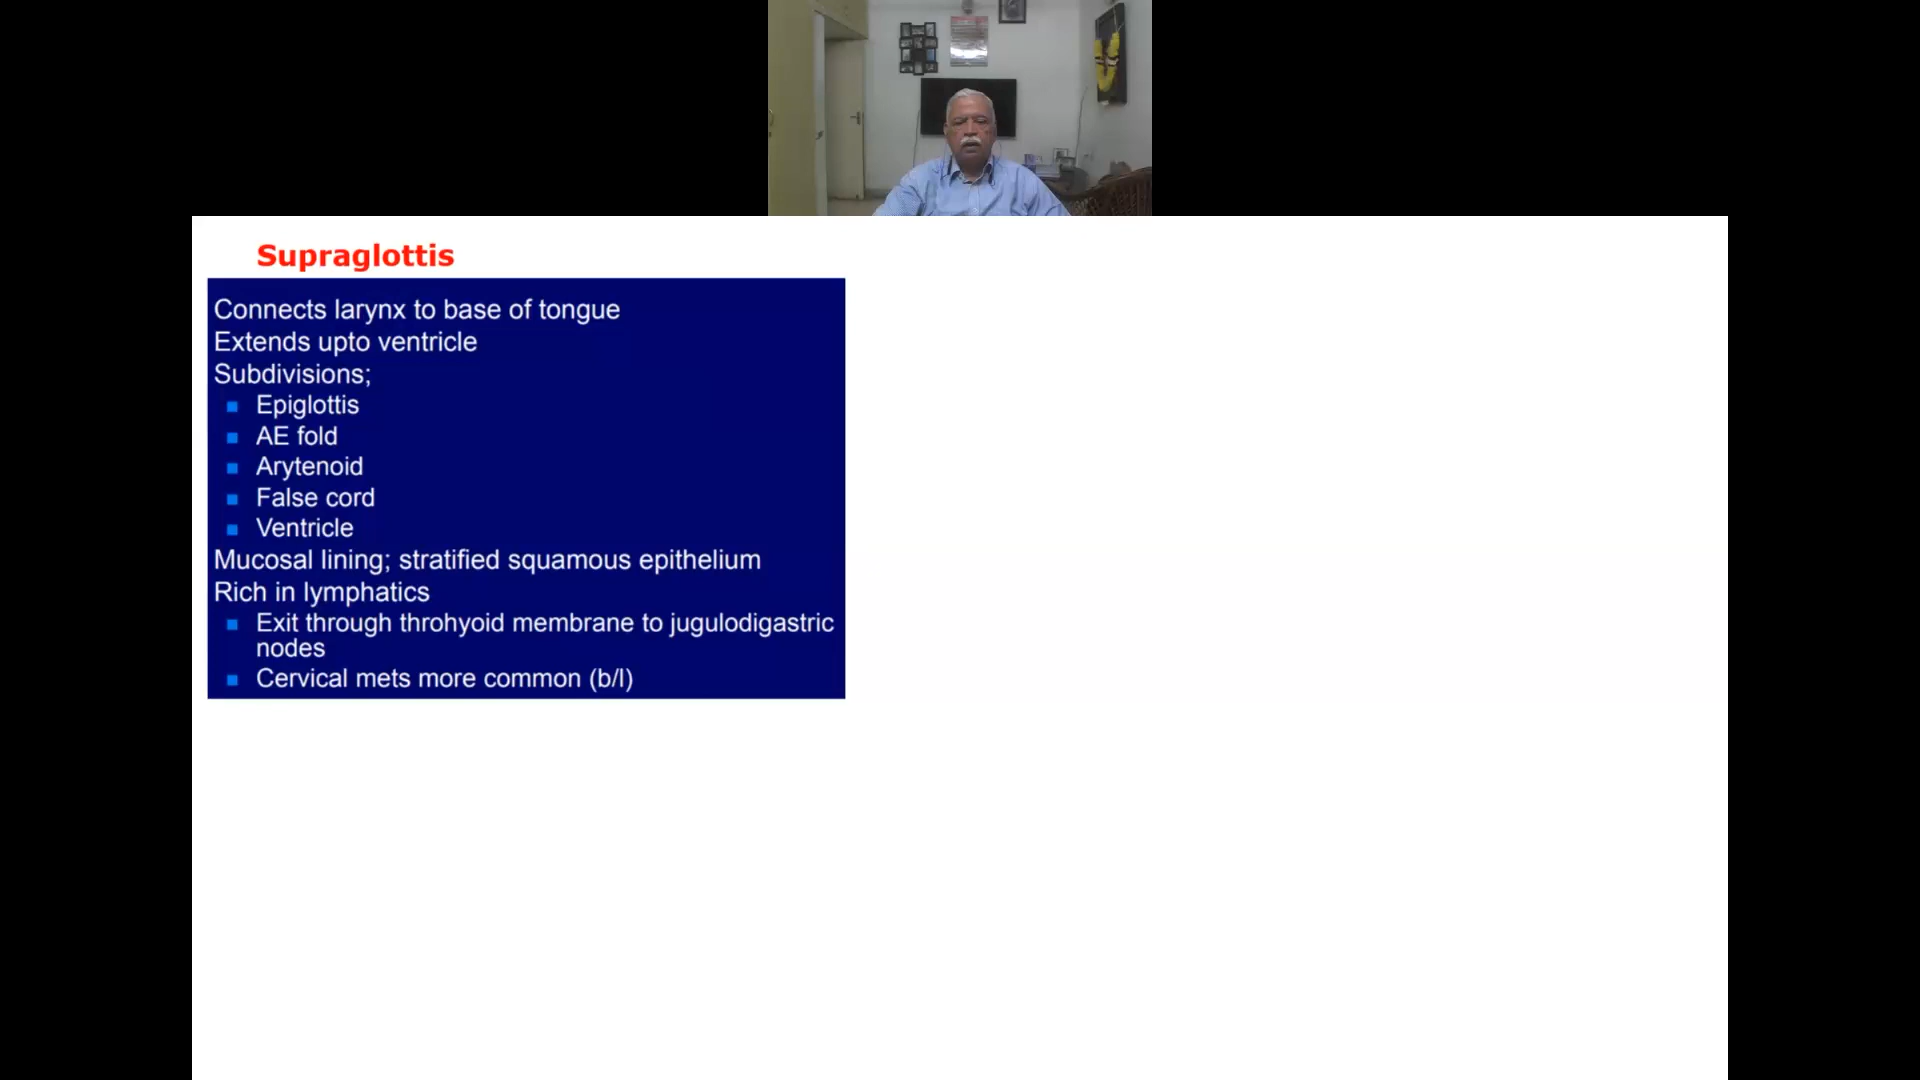 Supraglottis
Connects larynx to base of tongue
Extends upto ventricle
Subdivisions;
Epiglottis
AE fold
Arytenoid
False cord
Ventricle
Mucosal lining; stratified squamous epithelium
Rich in lymphatics
Exit through throhyoid membrane to jugulodigastric
nodes
Cervical mets more common (b/l)